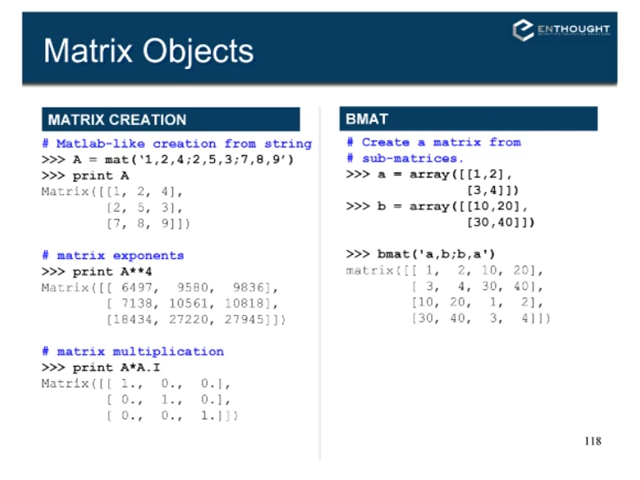 Matrix Objects
ENTHOUGHT
MATRIX CREATION
# Matlab-like creation from string
>>> A = mat(‘1,2,4;2,5,3;7,8,9’)
>>> print A
Matrix([[1, 2, 4],
[2, 5, 3],
[7, 8, 9]])
# matrix exponents
>>> print A**4
Matrix([[ 6497, 9580, 9836],
[ 7138, 10561, 10818],
[18434, 27220, 27945]])
# matrix multiplication
>>> print A*A.I
Matrix([[ 1., 0., 0.],
[ 0., 1., 0.],
[ 0., 0., 1.]])
BMAT
# Create a matrix from
# sub-matrices.
>>> a = array([[1,2],
[3,4]])
>>> b = array([[10,20],
[30,40]])
>>> bmat('a,b;b,a')
matrix([[ 1, 2, 10, 20],
[ 3, 4, 30, 40],
[10, 20, 1, 2],
[30, 40, 3, 4]])
118